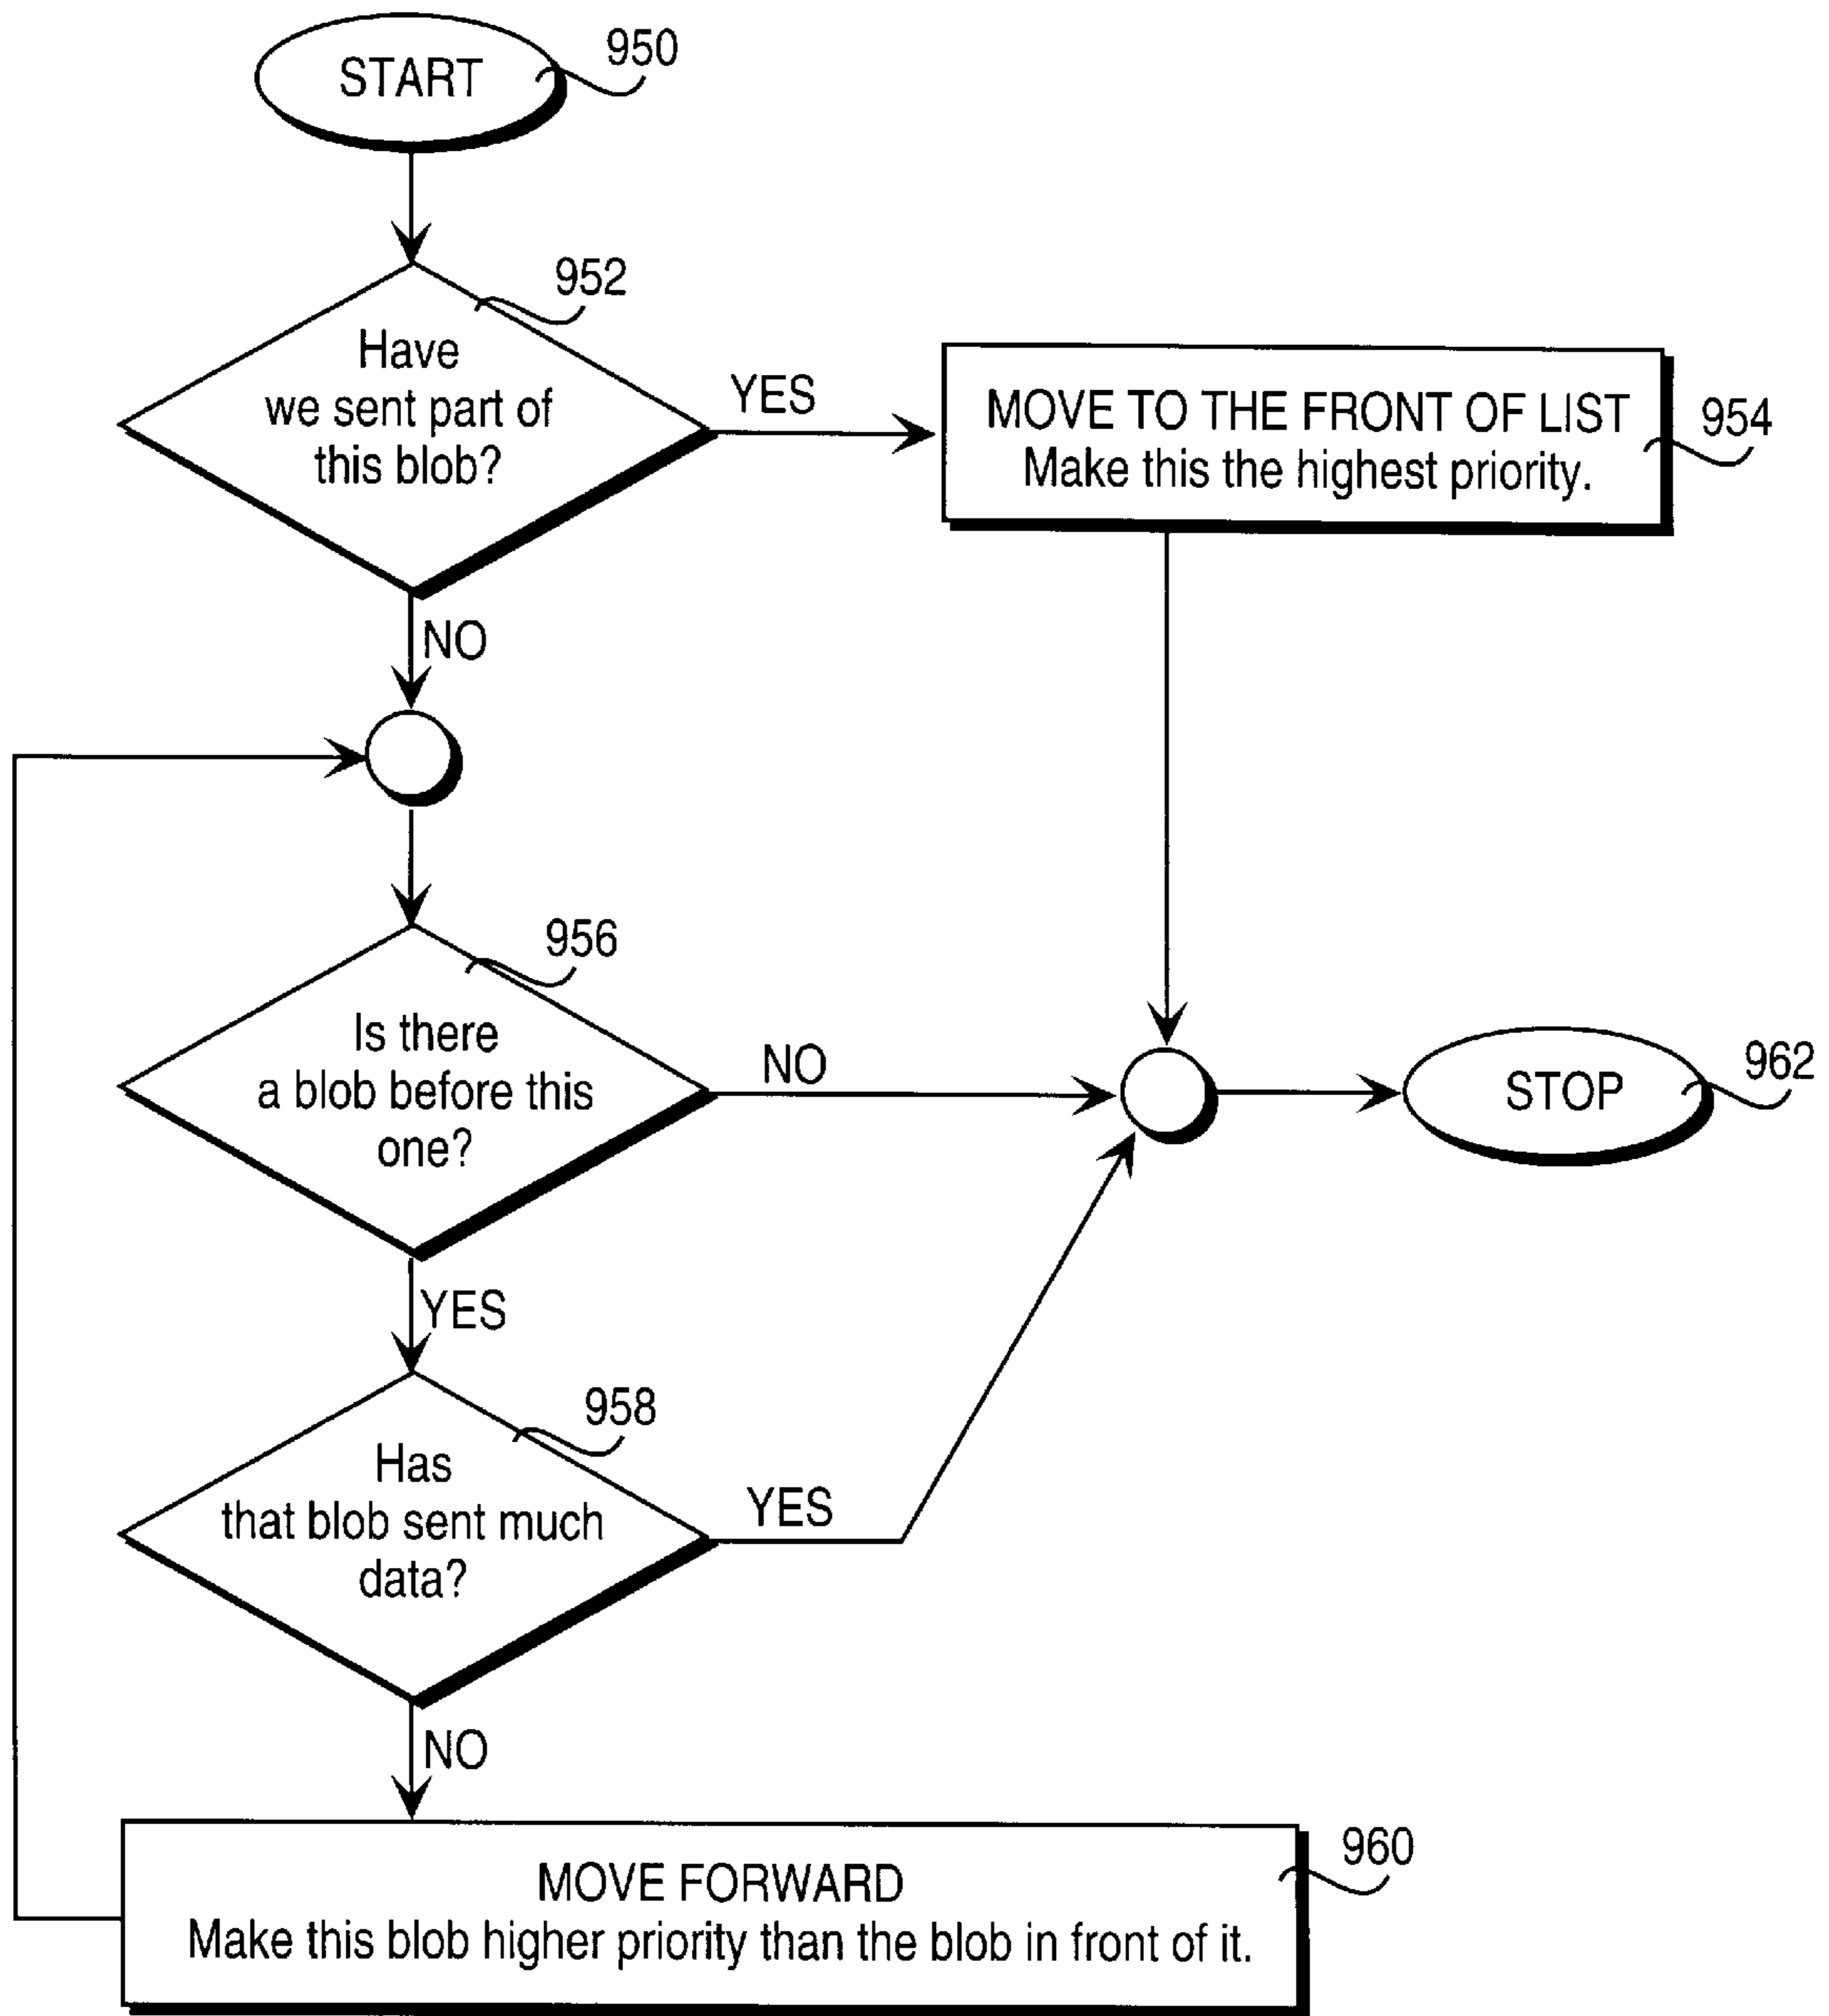 START
950
952
Have
we sent part of
this blob?
YES
MOVE TO THE FRONT OF LIST
Make this the highest priority.
954
NO
956
Is there
a blob before this
one?
NO
STOP
962
YES
958
Has
that blob sent much
data?
YES
NO
MOVE FORWARD
Make this blob higher priority than the blob in front of it.
960